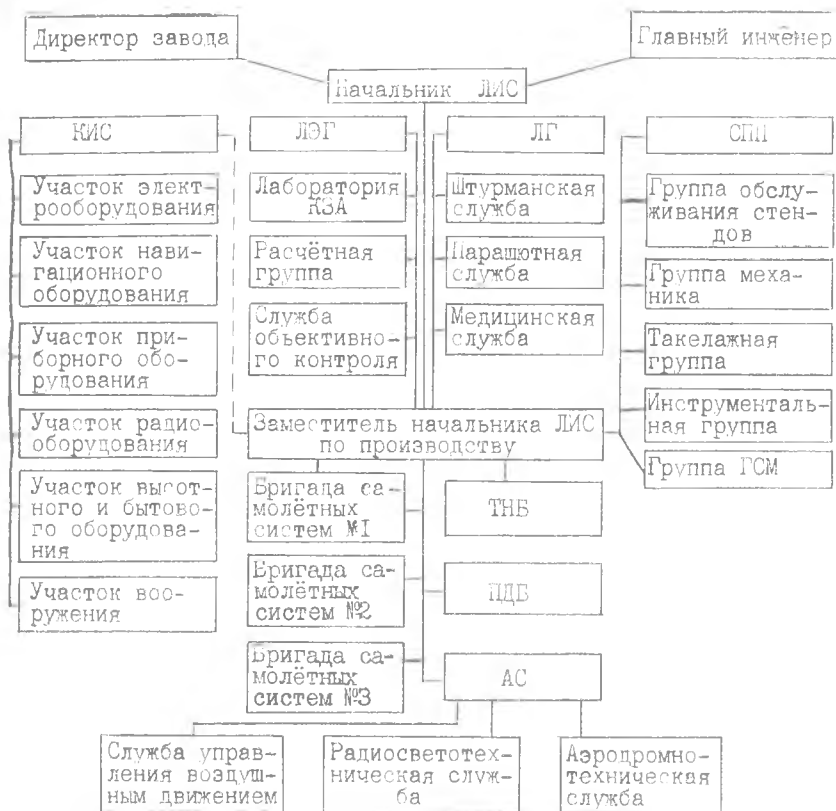 Директор завода
Главный инженер
Начальник ЛИС
КИС
ЛЭГ
ЛГ
СПП
Участок элект-
рооборудования
Участок нави-
гационного
оборудования
Участок при-
борного обо-
рудования
Участок радио-
оборудования
Участок высот-
ного и бытово-
го оборудова-
ния
Участок воо-
ружения
Лаборатория
КЗА
Расчётная
группа
Служба
объективно-
го контроля
Штурманская
служба
Парашютная
служба
Медицинская
служба
Группа обслу-
живания стен-
дов
Группа меха-
ника
Такелажная
группа
Инструменталь-
ная группа
Группа ГСМ
Заместитель начальника ЛИС
по производству
Бригада са-
молётных
систем №I
Бригада са-
молётных
систем №2
Бригада са-
молётных
систем №3
ТНБ
ПДБ
АС
Служба управ-
ления воздуш-
ным движением
Радиосветотех-
ническая служ-
ба
Аэродромно-
техническая
служба